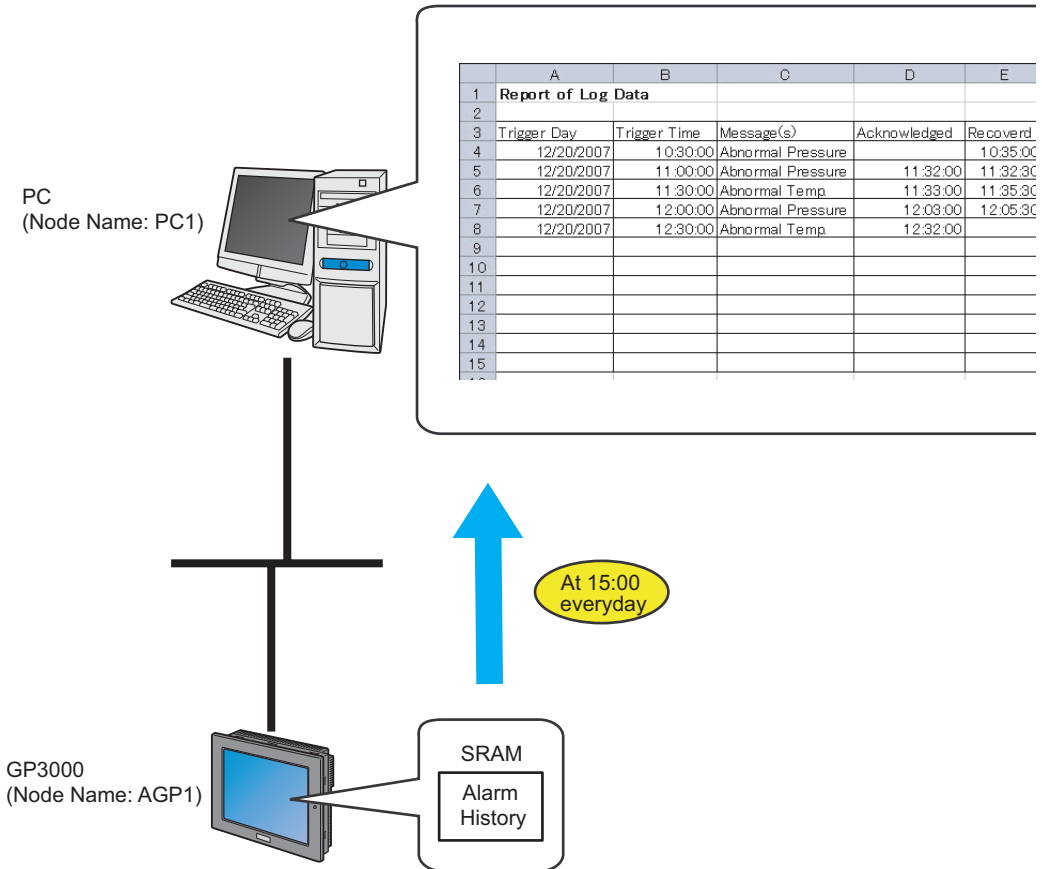 A B C D E
1 Report of Log Data
2
3 Trigger Day Trigger Time Message(s) Acknowledged Recoverd
4 12/20/2007 10:30:00 Abnormal Pressure 10:35:00
5 12/20/2007 11:00:00 Abnormal Pressure 11:32:00 11:32:30
6 12/20/2007 11:30:00 Abnormal Temp. 11:33:00 11:35:30
7 12/20/2007 12:00:00 Abnormal Pressure 12:03:00 12:05:30
8 12/20/2007 12:30:00 Abnormal Temp. 12:32:00
9
10
11
12
13
14
15
PC
(Node Name: PC1)
At 15:00
everyday
GP3000
(Node Name: AGP1)
SRAM
Alarm
History